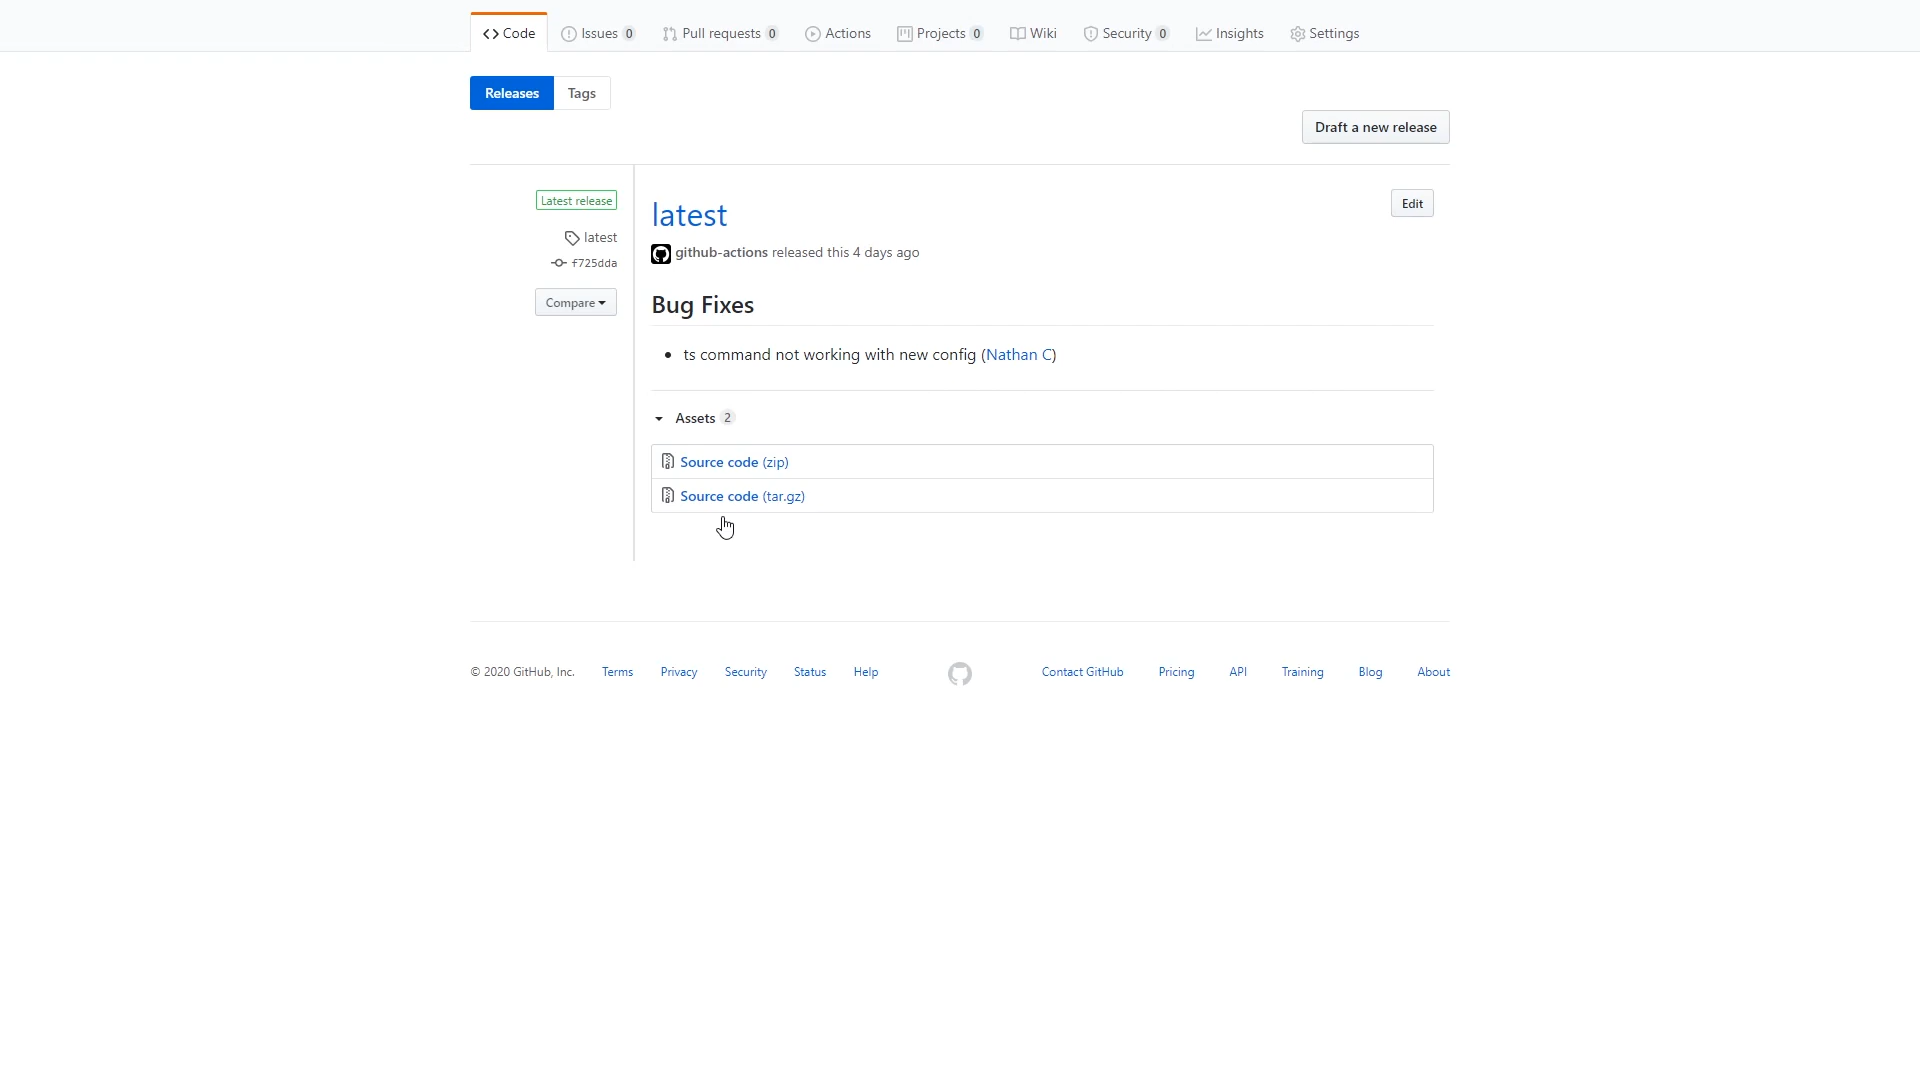 Code Issues 0 Pull requests 0 Actions Projects 0 Wiki Security 0 Insights Settings
Releases Tags
Draft a new release
Latest release
latest
f725dda
Compare
latest
Edit
github-actions released this 4 days ago
Bug Fixes
ts command not working with new config (Nathan C)
Assets 2
Source code (zip)
Source code (tar.gz)
© 2020 GitHub, Inc. Terms Privacy Security Status Help Contact GitHub Pricing API Training Blog About